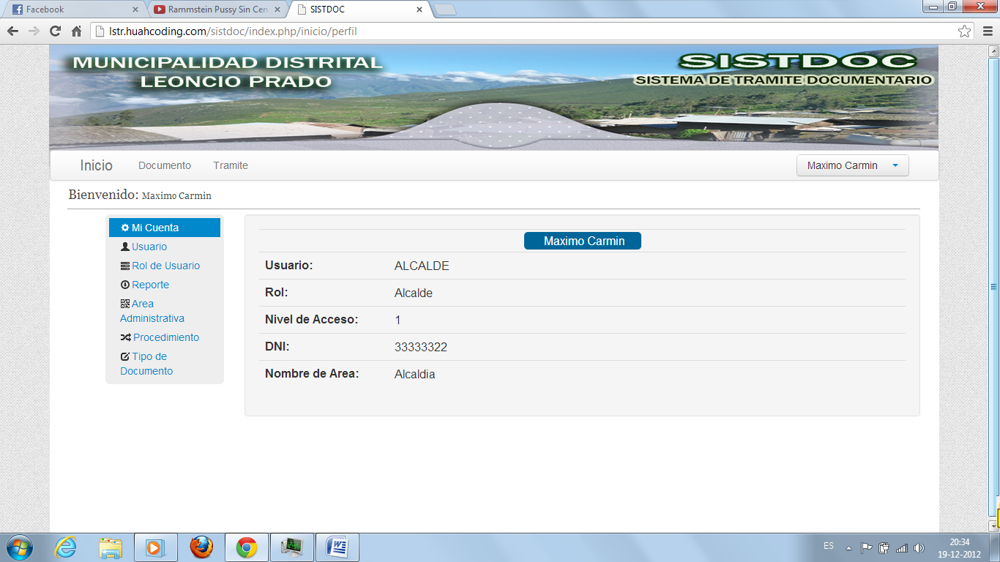 Facebook
Rammstein Pussy Sin Cen
SISTDOC
lstr.huahcoding.com/sistdoc/index.php/inicio/perfil
MUNICIPALIDAD DISTRITAL
LEONCIO PRADO
SISTDOC
SISTEMA DE TRAMITE DOCUMENTARIO
Inicio
Documento
Tramite
Maximo Carmin
Bienvenido: Maximo Carmin
Mi Cuenta
Usuario
Rol de Usuario
Reporte
Area
Administrativa
Procedimiento
Tipo de
Documento
Maximo Carmin
Usuario: ALCALDE
Rol: Alcalde
Nivel de Acceso: 1
DNI: 33333322
Nombre de Area: Alcaldia
ES
20:34
19-12-2012